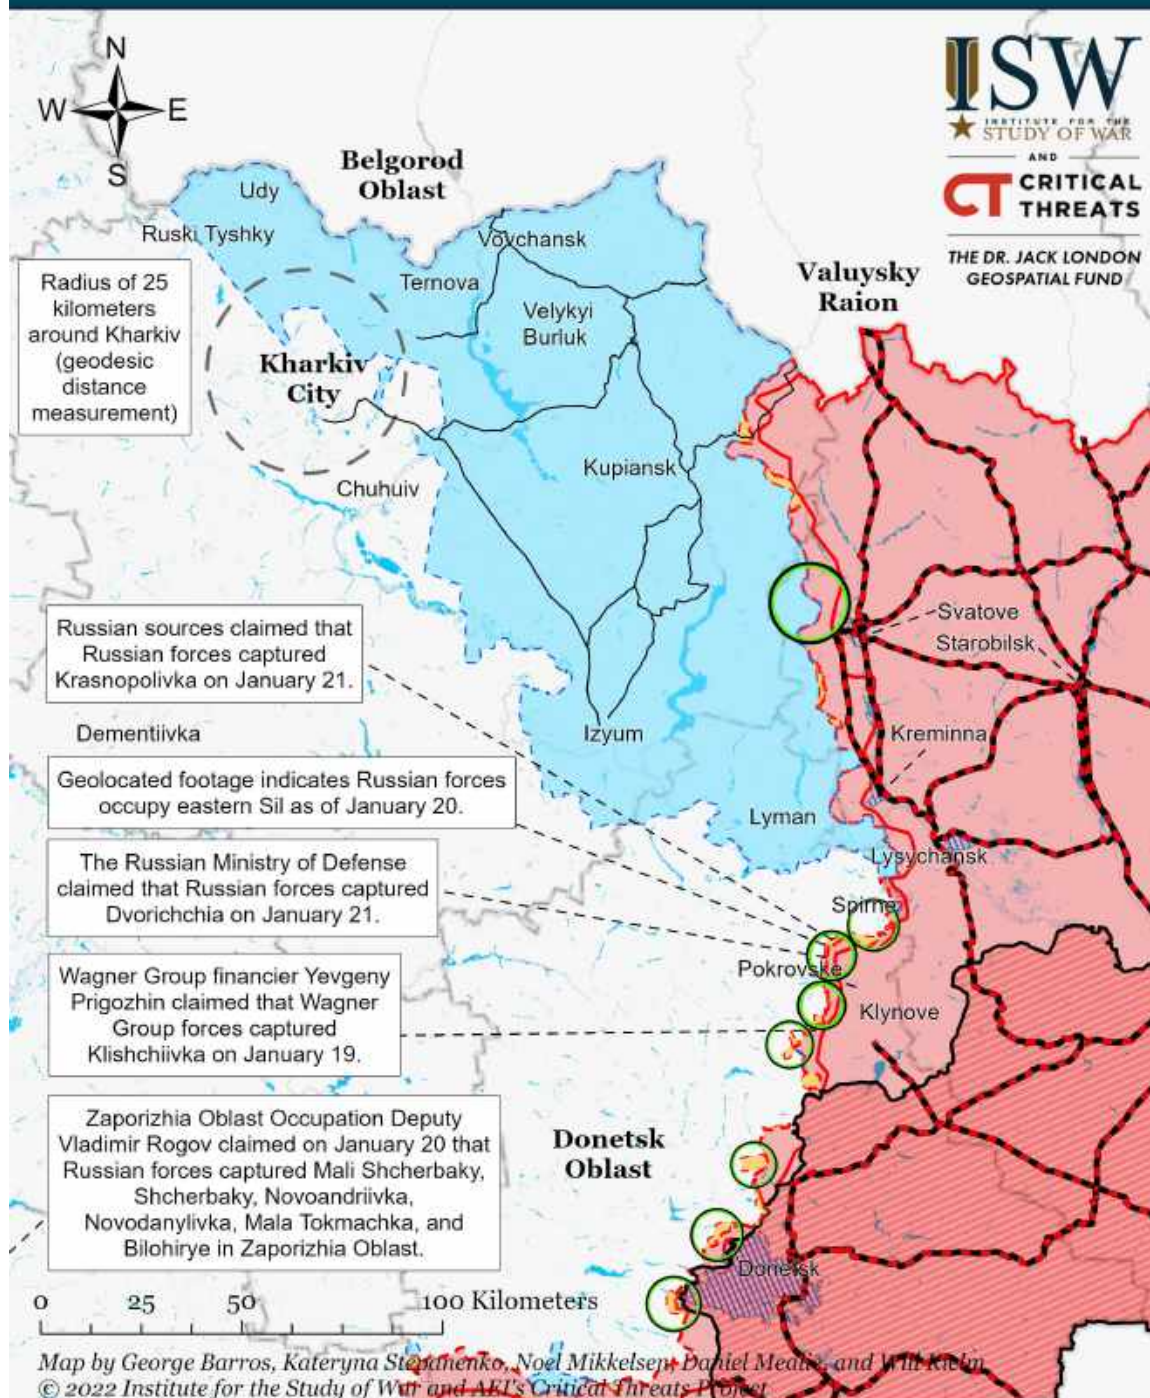 N
W E
S
ISW
INSTITUTE FOR THE
STUDY OF WAR
AND
CT CRITICAL
THREATS
THE DR. JACK LONDON
GEOSPATIAL FUND
Belgorod
Oblast
Udy
Ruski Tyshky
Vovchansk
Ternova
Valuysky
Raion
Radius of 25
kilometers
around Kharkiv
(geodesic
distance
measurement)
Velykyi
Burluk
Kharkiv
City
Kupiansk
Chuhuiv
Svatove
Starobilsk
Russian sources claimed that
Russian forces captured
Krasnopolivka on January 21.
Dementiivka
Izyum
Kreminna
Geolocated footage indicates Russian forces
occupy eastern Sil as of January 20.
Lyman
Lysychansk
The Russian Ministry of Defense
claimed that Russian forces captured
Dvorichchia on January 21.
Spirne
Pokrovske
Klynove
Wagner Group financier Yevgeny
Prigozhin claimed that Wagner
Group forces captured
Klishchiivka on January 19.
Zaporizhia Oblast Occupation Deputy
Vladimir Rogov claimed on January 20 that
Russian forces captured Mali Shcherbaky,
Shcherbaky, Novoandriivka,
Novodanylivka, Mala Tokmachka, and
Bilohirye in Zaporizhia Oblast.
Donetsk
Oblast
Donetsk
0 25 50 100 Kilometers
Map by George Barros, Kateryna Stepanenko, Noel Mikkelsen, Daniel Mealie, and Will Kielm
© 2022 Institute for the Study of War and AEI's Critical Threats Project